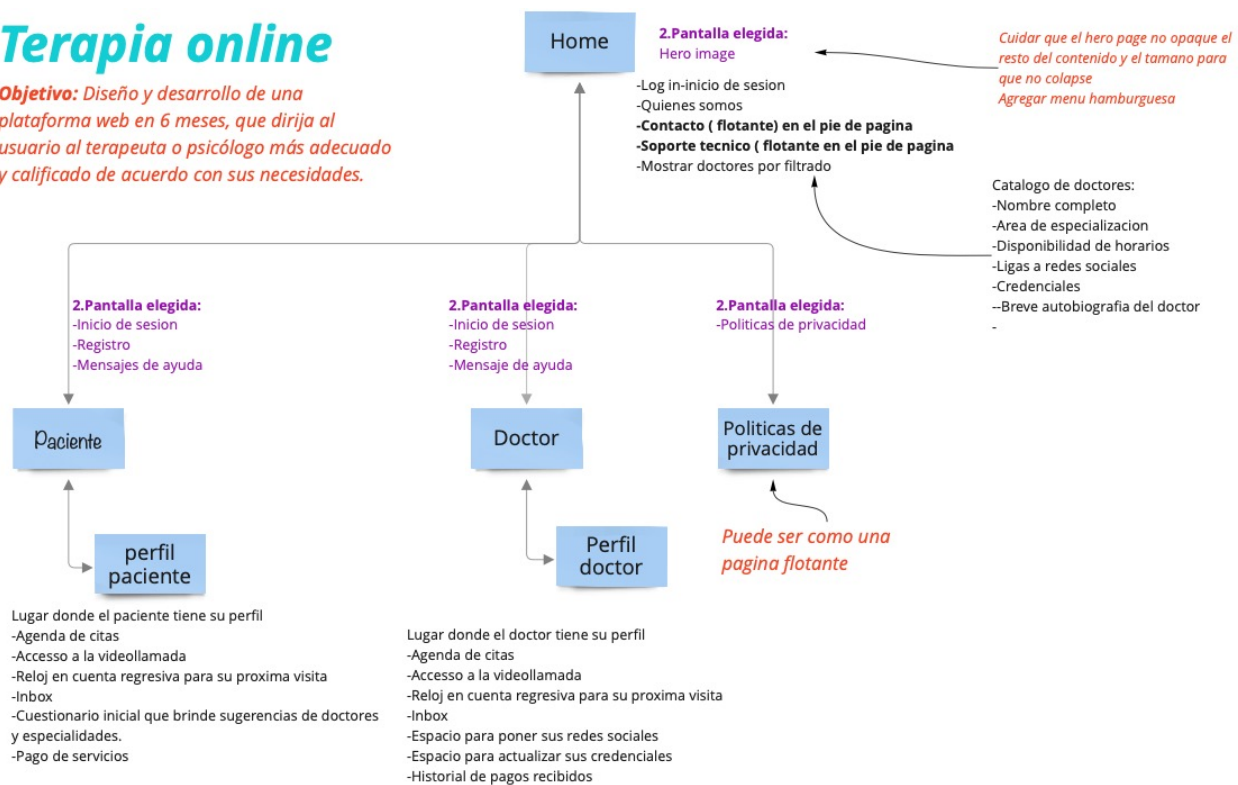 Terapia online
Objetivo: Diseño y desarrollo de una
plataforma web en 6 meses, que dirija al
usuario al terapeuta o psicólogo más adecuado
y calificado de acuerdo con sus necesidades.
Home
2.Pantalla elegida:
Hero image
-Log in-inicio de sesion
-Quienes somos
-Contacto ( flotante) en el pie de pagina
-Soporte tecnico ( flotante en el pie de pagina
-Mostrar doctores por filtrado
Cuidar que el hero page no opaque el
resto del contenido y el tamano para
que no colapse
Agregar menu hamburguesa
Catalogo de doctores:
-Nombre completo
-Area de especializacion
-Disponibilidad de horarios
-Ligas a redes sociales
-Credenciales
--Breve autobiografia del doctor
-
2.Pantalla elegida:
-Inicio de sesion
-Registro
-Mensajes de ayuda
2.Pantalla elegida:
-Inicio de sesion
-Registro
-Mensaje de ayuda
2.Pantalla elegida:
-Politicas de privacidad
Paciente
Doctor
Politicas de
privacidad
perfil
paciente
Perfil
doctor
Puede ser como una
pagina flotante
Lugar donde el paciente tiene su perfil
-Agenda de citas
-Accesso a la videollamada
-Reloj en cuenta regresiva para su proxima visita
-Inbox
-Cuestionario inicial que brinde sugerencias de doctores
y especialidades.
-Pago de servicios
Lugar donde el doctor tiene su perfil
-Agenda de citas
-Accesso a la videollamada
-Reloj en cuenta regresiva para su proxima visita
-Inbox
-Espacio para poner sus redes sociales
-Espacio para actualizar sus credenciales
-Historial de pagos recibidos